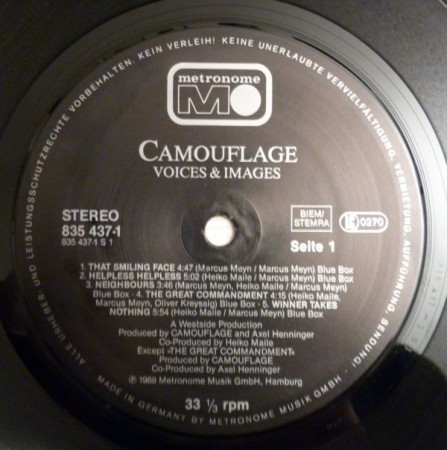 ALLE URHEBER- UND LEISTUNGSSCHUTZRECHTE VORBEHALTEN. KEIN VERLEIH! KEINE UNERLAUBTE VERVIELFÄLTIGUNG, VERMIETUNG, AUFFÜHRUNG, SENDUNG!
metronome
MO
CAMOUFLAGE
VOICES & IMAGES
STEREO
835 437-1
835 437-1 S 1
BIEM/
STEMRA
LC 0270
Seite 1
1. THAT SMILING FACE 4:47 (Marcus Meyn / Marcus Meyn) Blue Box
2. HELPLESS HELPLESS 5:02 (Heiko Maile / Marcus Meyn) Blue Box
3. NEIGHBOURS 3:46 (Marcus Meyn, Heiko Maile / Marcus Meyn)
Blue Box - 4. THE GREAT COMMANDMENT 4:15 (Heiko Maile,
Marcus Meyn, Oliver Kreyssig) Blue Box - 5. WINNER TAKES
NOTHING 5:54 (Heiko Maile / Marcus Meyn) Blue Box
A Westside Production
Produced by CAMOUFLAGE and Axel Henninger
Co-Produced by Heiko Maile
Except »THE GREAT COMMANDMENT«
Produced by CAMOUFLAGE
Co-Produced by Axel Henninger
℗ 1988 Metronome Musik GmbH, Hamburg
33 ⅓ rpm
MADE IN GERMANY BY METRONOME MUSIK GMBH